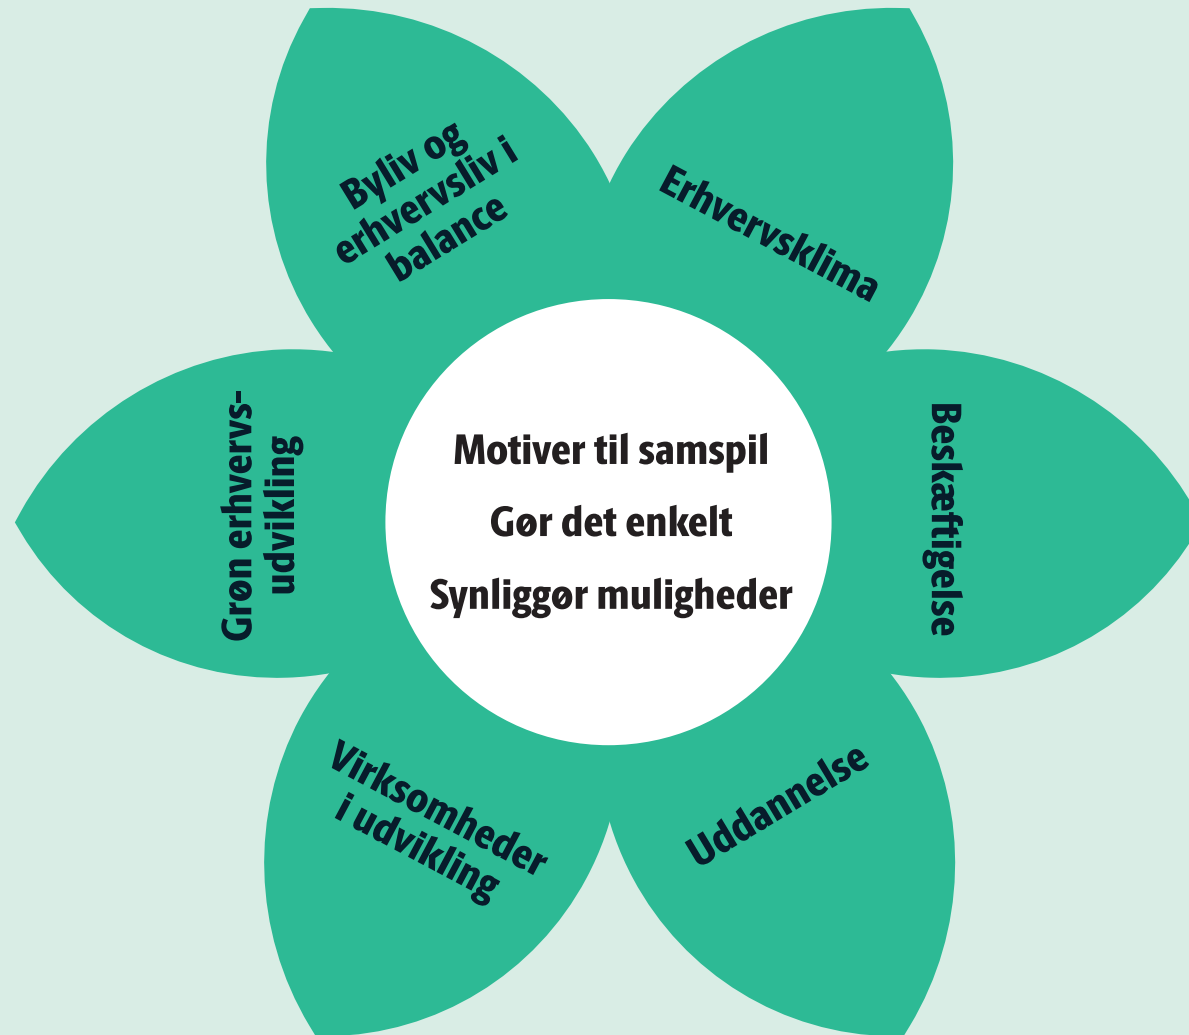 Byliv og
erhvervsliv i
balance
Erhvervsklima
Beskæftigelse
Uddannelse
Virksomheder
i udvikling
Grøn erhvervs-
udvikling
Motiver til samspil
Gør det enkelt
Synliggør muligheder